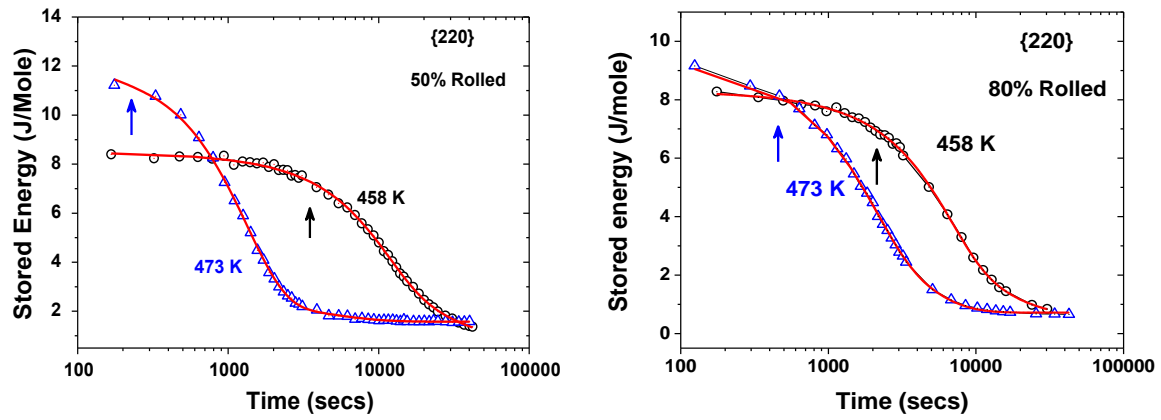 Stored Energy (J/Mole)
14
12
10
8
6
4
2
{220}
50% Rolled
458 K
473 K
100
1000
10000
100000
Time (secs)
Stored energy (J/mole)
10
8
6
4
2
0
{220}
80% Rolled
458 K
473 K
100
1000
10000
100000
Time (secs)